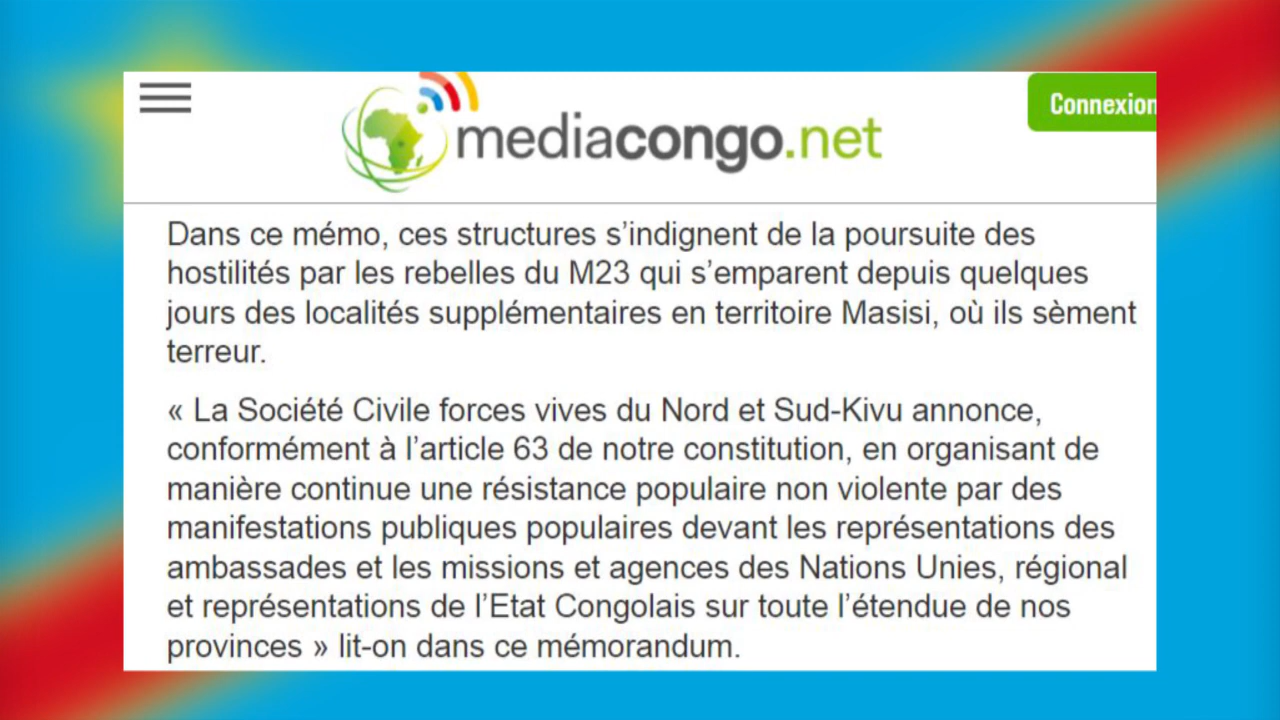 mediacongo.net
Connexion
Dans ce mémo, ces structures s’indignent de la poursuite des
hostilités par les rebelles du M23 qui s’emparent depuis quelques
jours des localités supplémentaires en territoire Masisi, où ils sèment
terreur.
« La Société Civile forces vives du Nord et Sud-Kivu annonce,
conformément à l’article 63 de notre constitution, en organisant de
manière continue une résistance populaire non violente par des
manifestations publiques populaires devant les représentations des
ambassades et les missions et agences des Nations Unies, régional
et représentations de l’Etat Congolais sur toute l’étendue de nos
provinces » lit-on dans ce mémorandum.